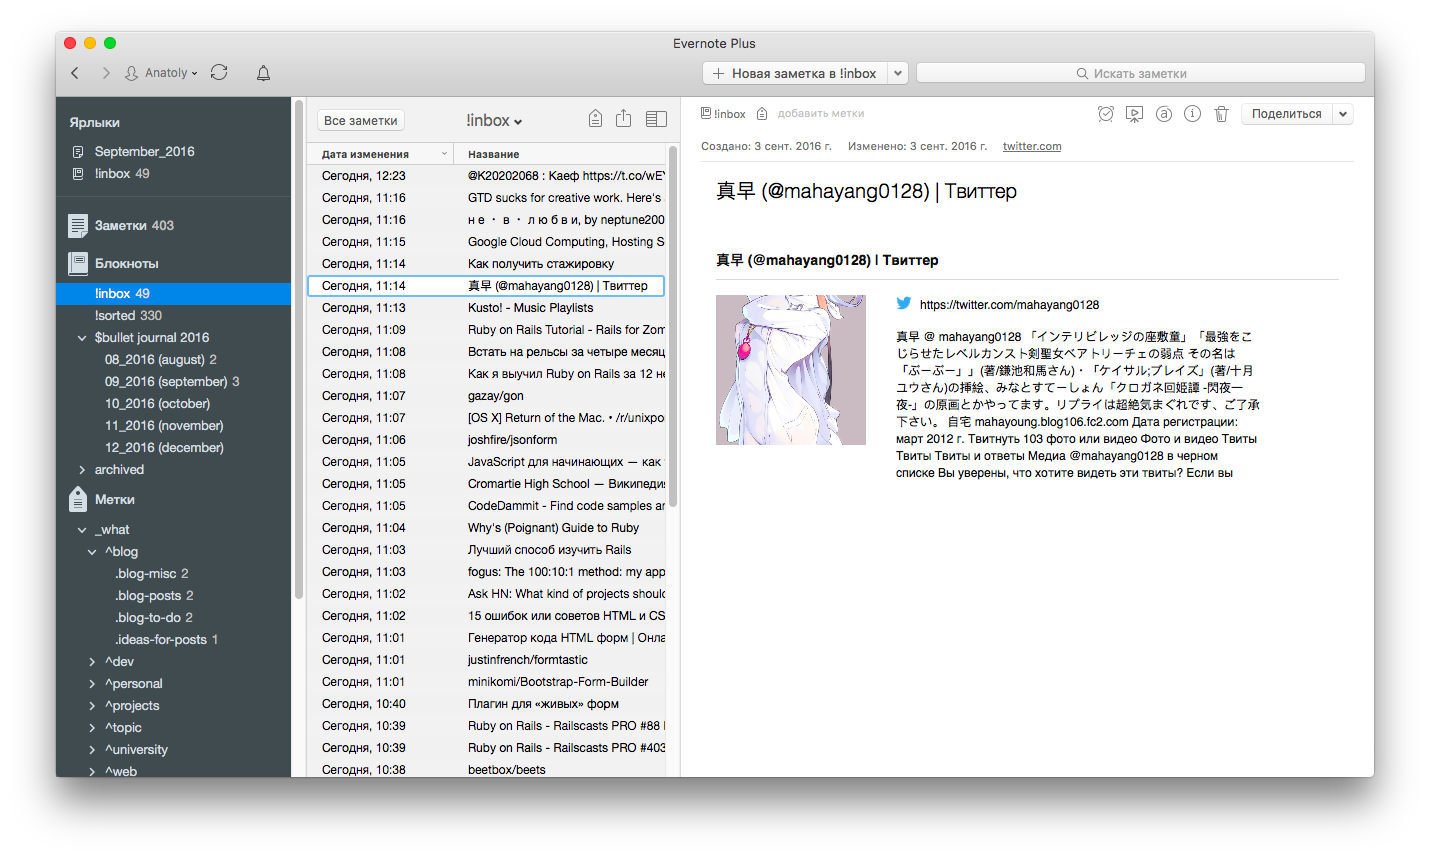 Evernote Plus
Anatoly
Новая заметка в !inbox
Искать заметки
Ярлыки
September_2016
!inbox 49
Заметки 403
Блокноты
!inbox 49
!sorted 330
$bullet journal 2016
08_2016 (august) 2
09_2016 (september) 3
10_2016 (october)
11_2016 (november)
12_2016 (december)
archived
Метки
_what
^blog
.blog-misc 2
.blog-posts 2
.blog-to-do 2
.ideas-for-posts 1
^dev
^personal
^projects
^topic
^university
^web
Все заметки
!inbox
Дата изменения Название
Сегодня, 12:23 @K20202068 : Каеф https://t.co/wEY
Сегодня, 11:16 GTD sucks for creative work. Here's
Сегодня, 11:16 н е ・ в ・ л ю б в и, by neptune200
Сегодня, 11:15 Google Cloud Computing, Hosting S
Сегодня, 11:14 Как получить стажировку
Сегодня, 11:14 真早 (@mahayang0128) | Твиттер
Сегодня, 11:13 Kusto! - Music Playlists
Сегодня, 11:09 Ruby on Rails Tutorial - Rails for Zom
Сегодня, 11:08 Встать на рельсы за четыре месяц
Сегодня, 11:08 Как я выучил Ruby on Rails за 12 не
Сегодня, 11:07 gazay/gon
Сегодня, 11:07 [OS X] Return of the Mac. • /r/unixpo
Сегодня, 11:06 joshfire/jsonform
Сегодня, 11:05 JavaScript для начинающих — как
Сегодня, 11:05 Cromartie High School — Википедия
Сегодня, 11:05 CodeDammit - Find code samples ar
Сегодня, 11:04 Why's (Poignant) Guide to Ruby
Сегодня, 11:03 Лучший способ изучить Rails
Сегодня, 11:03 fogus: The 100:10:1 method: my app
Сегодня, 11:02 Ask HN: What kind of projects should
Сегодня, 11:02 15 ошибок или советов HTML и CS
Сегодня, 11:01 Генератор кода HTML форм | Онла
Сегодня, 11:01 justinfrench/formtastic
Сегодня, 11:01 minikomi/Bootstrap-Form-Builder
Сегодня, 10:40 Плагин для «живых» форм
Сегодня, 10:39 Ruby on Rails - Railscasts PRO #88
Сегодня, 10:39 Ruby on Rails - Railscasts PRO #403
Сегодня, 10:38 beetbox/beets
!inbox добавить метки
Поделиться
Создано: 3 сент. 2016 г. Изменено: 3 сент. 2016 г. twitter.com
真早 (@mahayang0128) | Твиттер
真早 (@mahayang0128) | Твиттер
https://twitter.com/mahayang0128
真早 @ mahayang0128 「インテリビレッジの座敷童」「最強をこ
じらせたレベルカンスト剣聖女ベアトリーチェの弱点 その名は
「ぶーぶー」」(著/鎌池和馬さん)・「ケイサル;ブレイズ」(著/十月
ユウさん)の挿絵、みなとすてーしょん「クロガネ回姫譚 -閃夜一
夜-」の原画とかやってます。リプライは超絶気まぐれです、ご了承
下さい。 自宅 mahayoung.blog106.fc2.com Дата регистрации:
март 2012 г. Твитнуть 103 фото или видео Фото и видео Твиты
Твиты Твиты и ответы Медиа @mahayang0128 в черном
списке Вы уверены, что хотите видеть эти твиты? Если вы